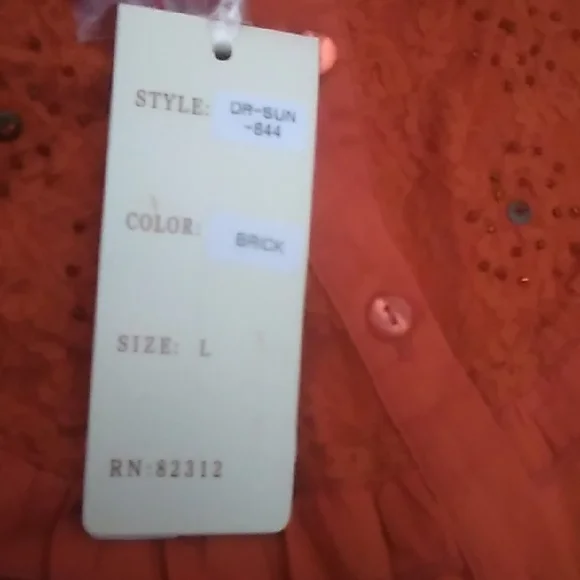 STYLE: DR-SUN
-844
COLOR: BRICK
SIZE: L
RN:82312